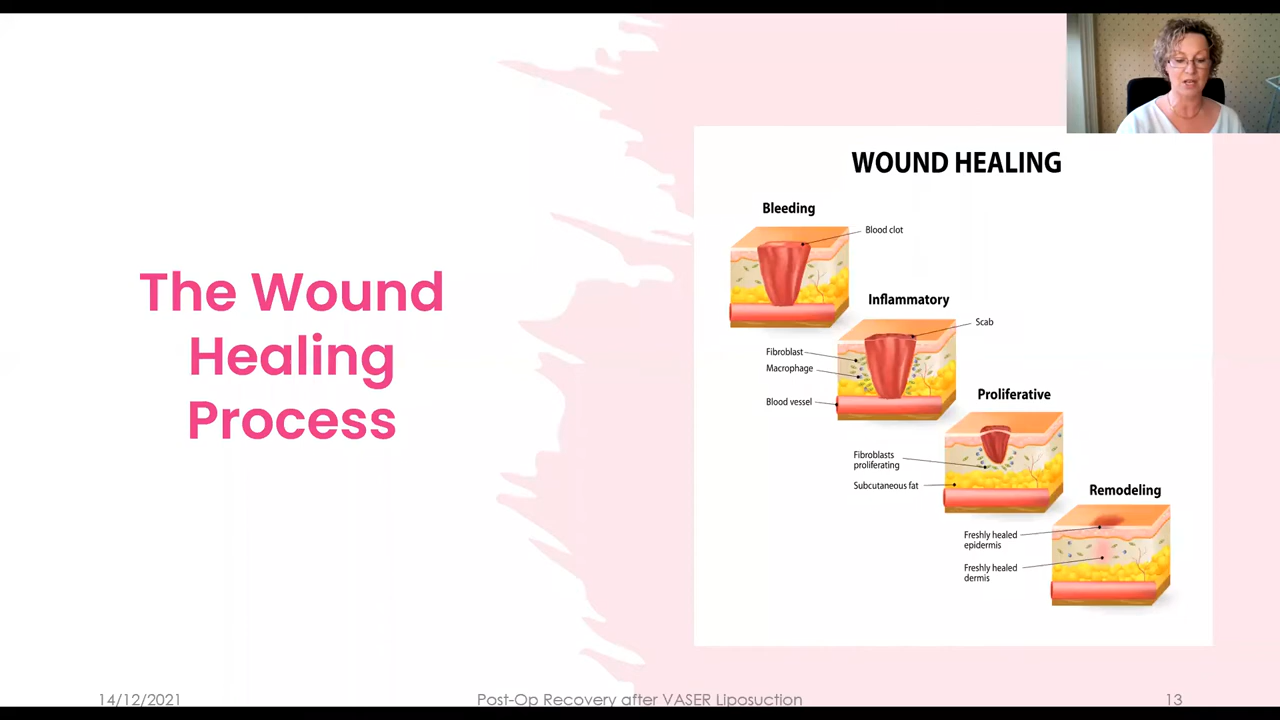 The Wound
Healing
Process
WOUND HEALING
Bleeding
Blood clot
Inflammatory
Scab
Fibroblast
Macrophage
Blood vessel
Proliferative
Fibroblasts
proliferating
Subcutaneous fat
Remodeling
Freshly healed
epidermis
Freshly healed
dermis
14/12/2021
Post-Op Recovery after VASER Liposuction
13